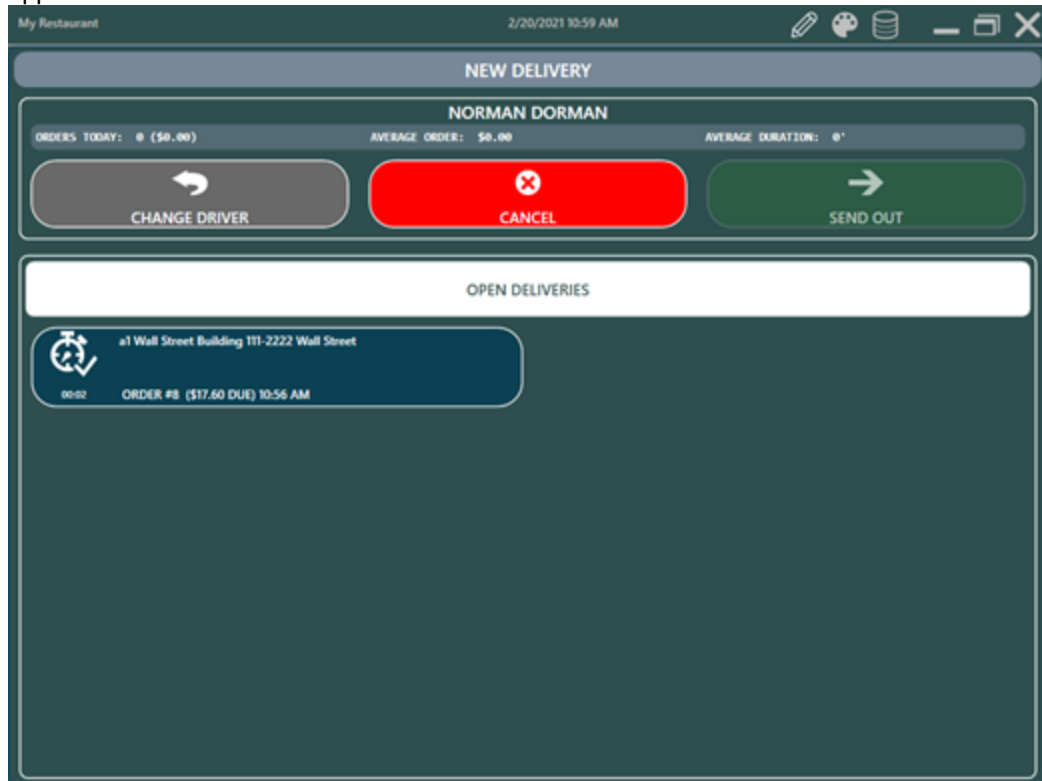 My Restaurant 2/20/2021 10:59 AM
NEW DELIVERY
NORMAN DORMAN
ORDERS TODAY: 0 ($0.00) AVERAGE ORDER: $0.00 AVERAGE DURATION: 0'
CHANGE DRIVER CANCEL SEND OUT
OPEN DELIVERIES
a1 Wall Street Building 111-2222 Wall Street
00:02 ORDER #8 ($17.60 DUE) 10:56 AM